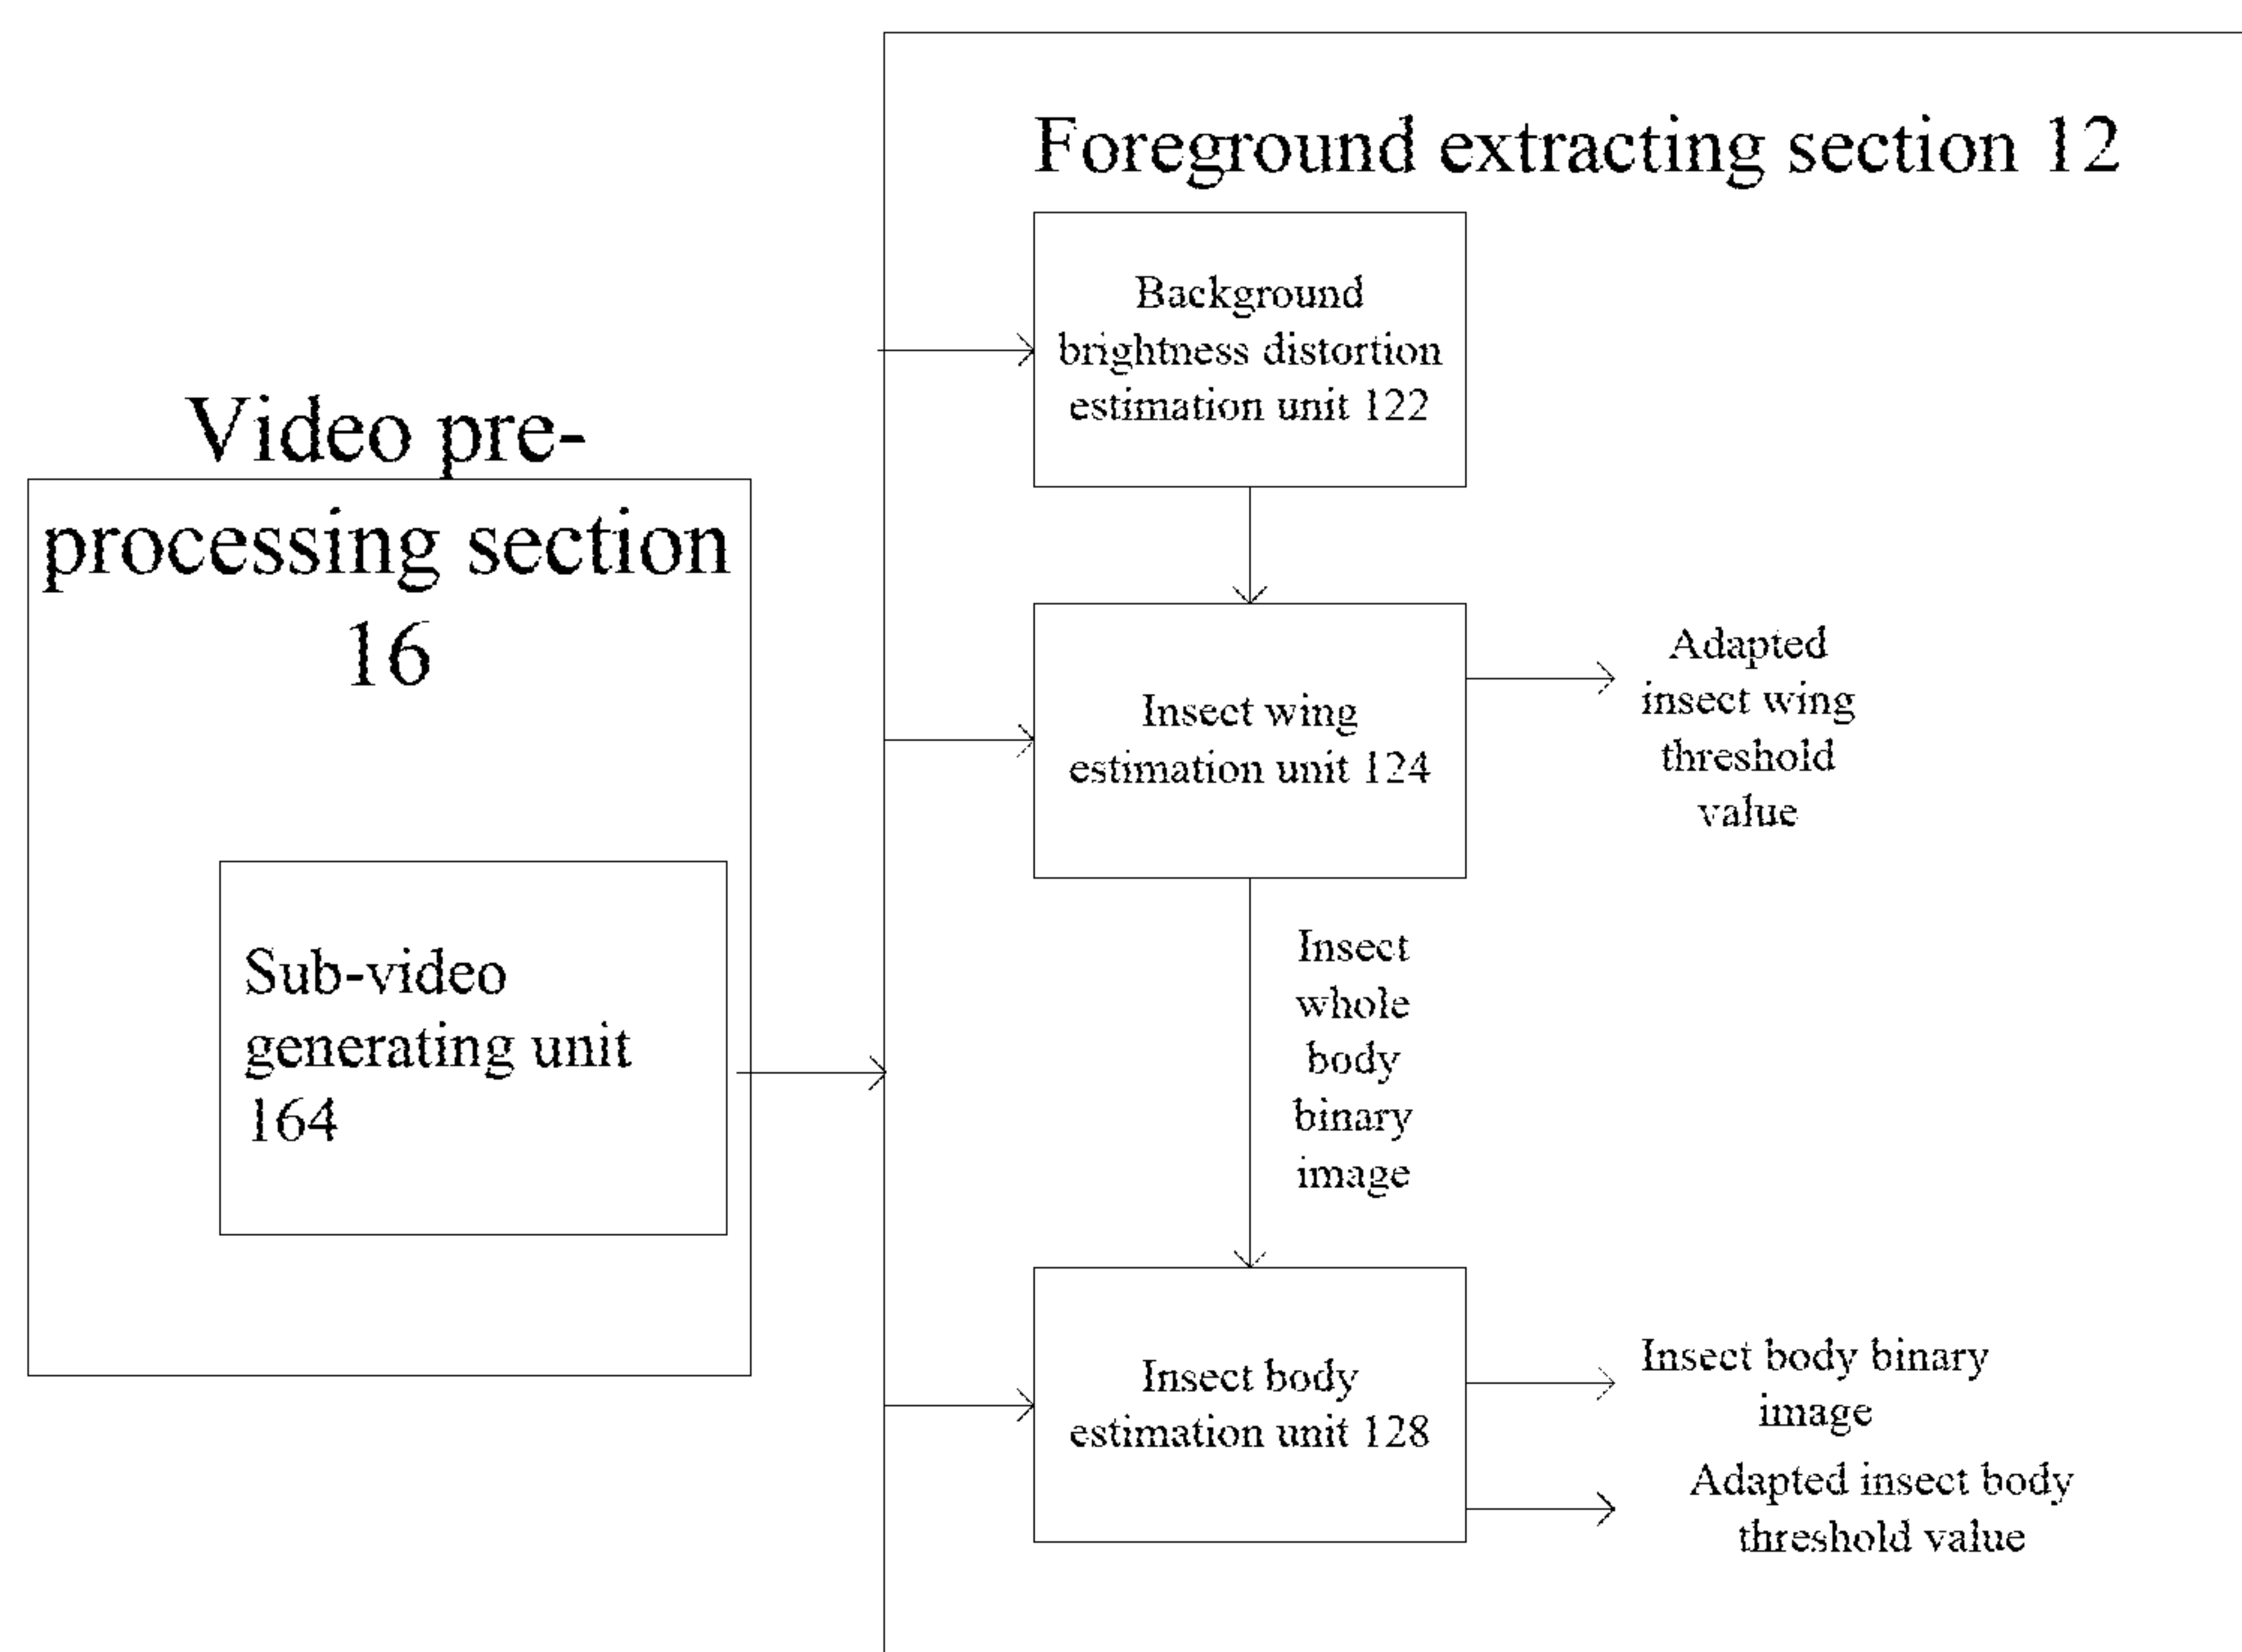 Video pre-
processing section
16
Sub-video
generating unit
164
Foreground extracting section 12
Background
brightness distortion
estimation unit 122
Insect wing
estimation unit 124
Adapted
insect wing
threshold
value
Insect
whole
body
binary
image
Insect body
estimation unit 128
Insect body binary
image
Adapted insect body
threshold value